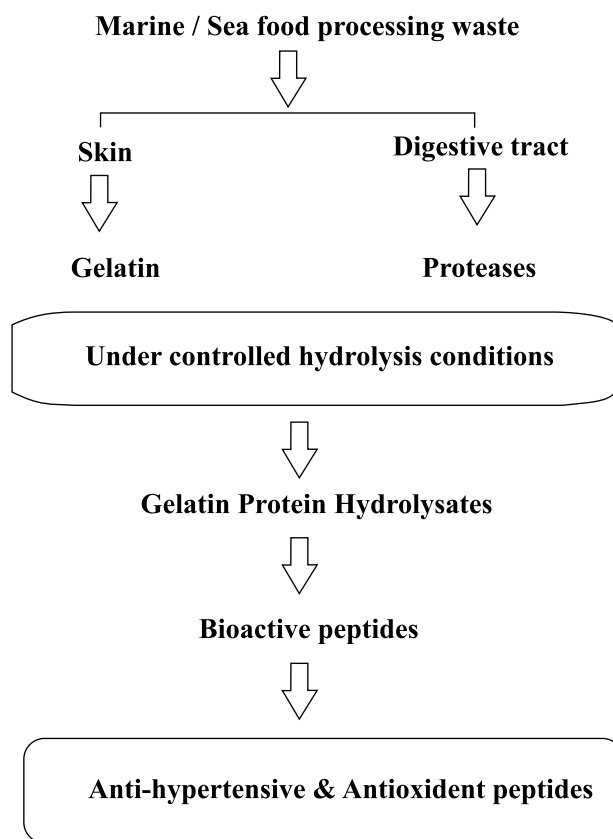 Marine / Sea food processing waste
Skin
Digestive tract
Gelatin
Proteases
Under controlled hydrolysis conditions
Gelatin Protein Hydrolysates
Bioactive peptides
Anti-hypertensive & Antioxident peptides